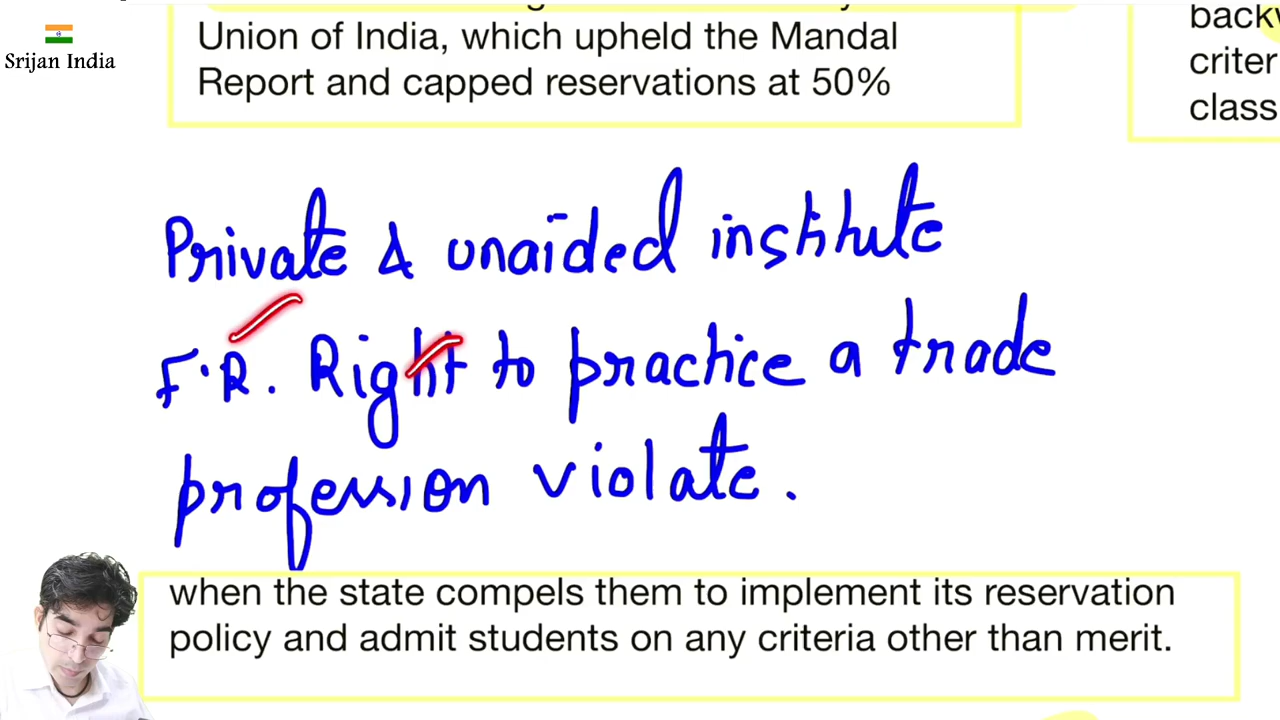 Srijan India
Union of India, which upheld the Mandal
Report and capped reservations at 50%
criter
class
Private & unaided institute
F.R. Right to practice a trade
profession violate.
when the state compels them to implement its reservation
policy and admit students on any criteria other than merit.